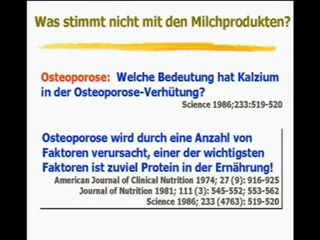 Was stimmt nicht mit den Milchprodukten?
Osteoporose: Welche Bedeutung hat Kalzium
in der Osteoporose-Verhütung?
Science 1986;233:519-520
Osteoporose wird durch eine Anzahl von
Faktoren verursacht, einer der wichtigsten
Faktoren ist zuviel Protein in der Ernährung!
American Journal of Clinical Nutrition 1974; 27 (9): 916-925
Journal of Nutrition 1981; 111 (3): 545-552; 553-562
Science 1986; 233 (4763): 519-520